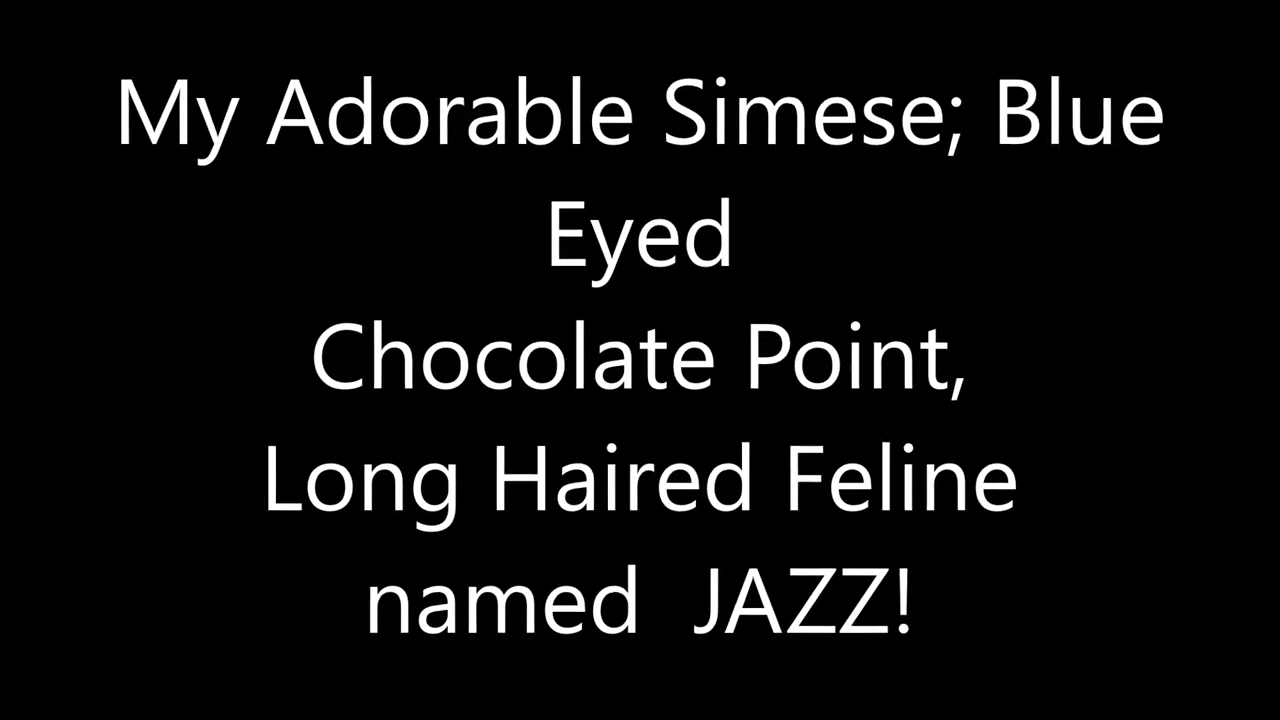 My Adorable Simese; Blue
Eyed
Chocolate Point,
Long Haired Feline
named  JAZZ!